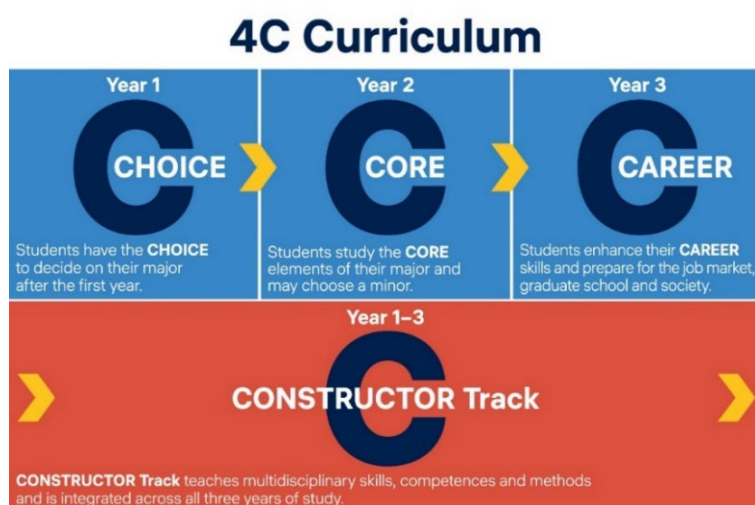 4C Curriculum
Year 1
C
CHOICE
Students have the CHOICE
to decide on their major
after the first year.
Year 2
C
CORE
Students study the CORE
elements of their major and
may choose a minor.
Year 3
C
CAREER
Students enhance their CAREER
skills and prepare for the job market,
graduate school and society.
Year 1–3
C
CONSTRUCTOR Track
CONSTRUCTOR Track teaches multidisciplinary skills, competences and methods
and is integrated across all three years of study.